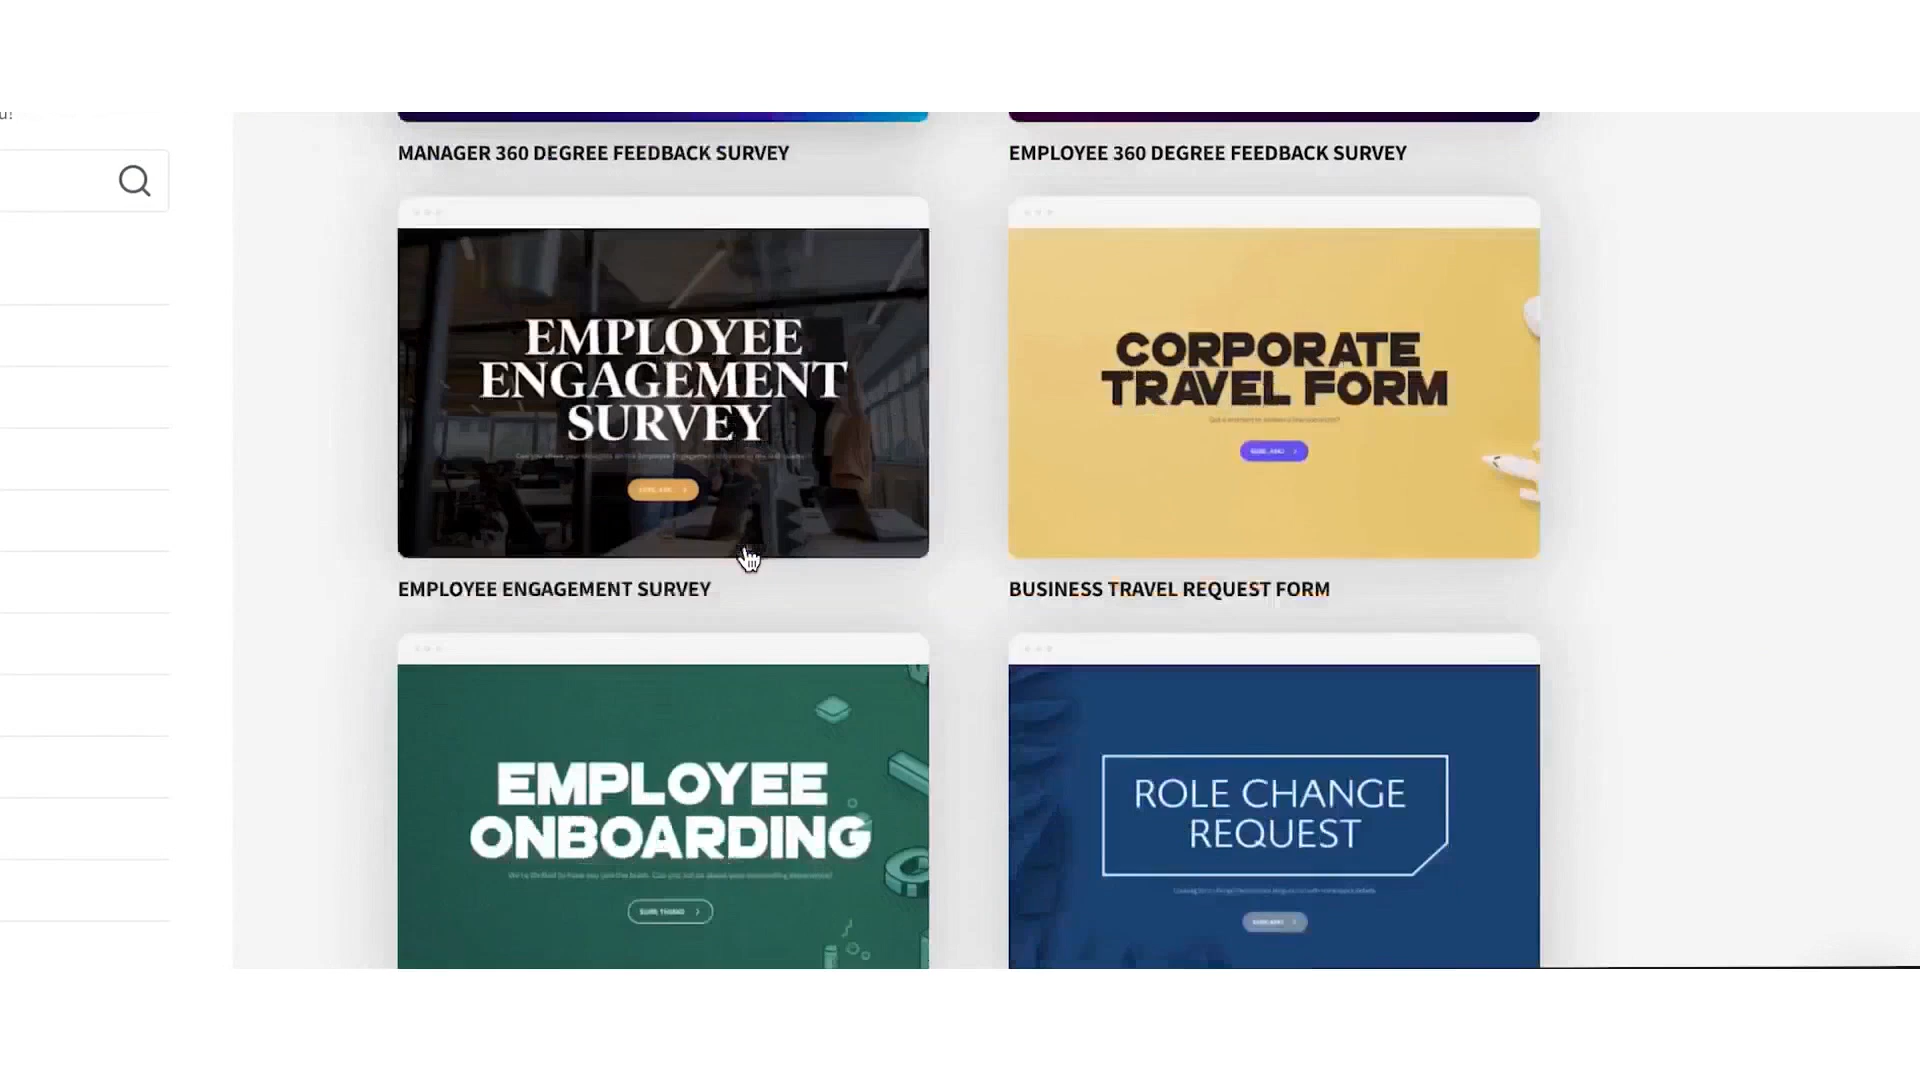 MANAGER 360 DEGREE FEEDBACK SURVEY
EMPLOYEE 360 DEGREE FEEDBACK SURVEY
EMPLOYEE
ENGAGEMENT
SURVEY
CORPORATE
TRAVEL FORM
EMPLOYEE ENGAGEMENT SURVEY
BUSINESS TRAVEL REQUEST FORM
EMPLOYEE
ONBOARDING
ROLE CHANGE
REQUEST